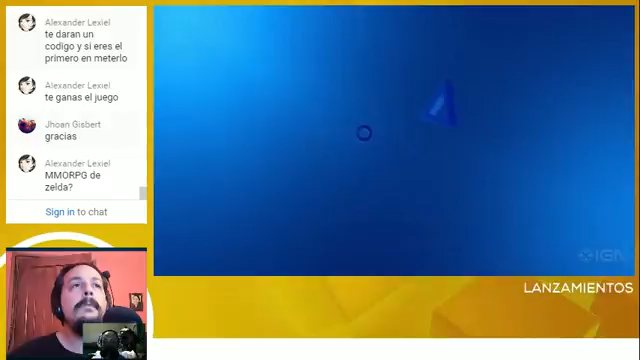 Alexander Lexiel
te daran un
codigo y si eres el
primero en meterlo
Alexander Lexiel
te ganas el juego
Jhoan Gisbert
gracias
Alexander Lexiel
MMORPG de
zelda?
Sign in to chat
IGN
LANZAMIENTOS